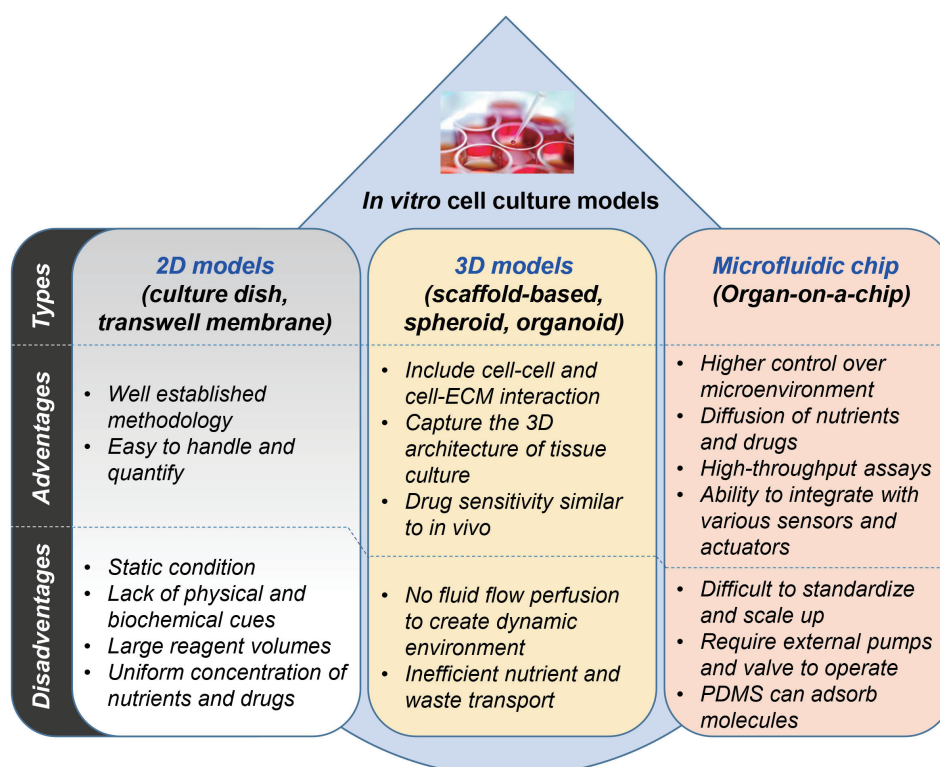 In vitro cell culture models
Types
2D models
(culture dish,
transwell membrane)
3D models
(scaffold-based,
spheroid, organoid)
Microfluidic chip
(Organ-on-a-chip)
Adventages
• Well established
methodology
• Easy to handle and
quantify
• Include cell-cell and
cell-ECM interaction
• Capture the 3D
architecture of tissue
culture
• Drug sensitivity similar
to in vivo
• Higher control over
microenvironment
• Diffusion of nutrients
and drugs
• High-throughput assays
• Ability to integrate with
various sensors and
actuators
Disadventages
• Static condition
• Lack of physical and
biochemical cues
• Large reagent volumes
• Uniform concentration of
nutrients and drugs
• No fluid flow perfusion
to create dynamic
environment
• Inefficient nutrient and
waste transport
• Difficult to standardize
and scale up
• Require external pumps
and valve to operate
• PDMS can adsorb
molecules